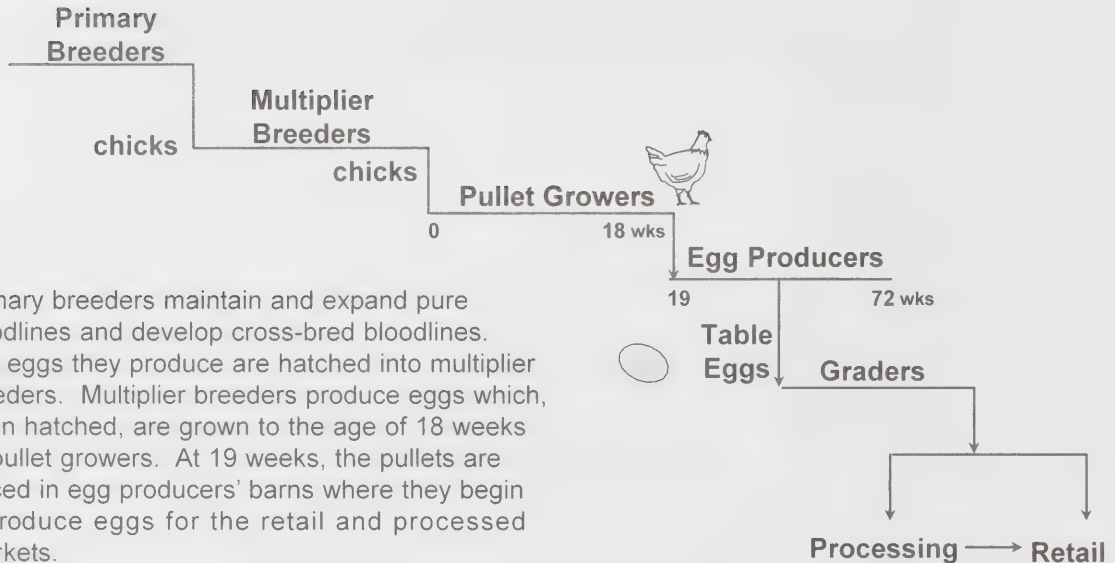 Primary
Breeders
Multiplier
Breeders
chicks
chicks
Pullet Growers
0 18 wks
Egg Producers
19 72 wks
Table
Eggs
Graders
Processing Retail
breeders maintain and expand pure
and develop cross-bred bloodlines.
eggs they produce are hatched into multiplier
Multiplier breeders produce eggs which,
hatched, are grown to the age of 18 weeks
pullet growers. At 19 weeks, the pullets are
in egg producers' barns where they begin
produce eggs for the retail and processed